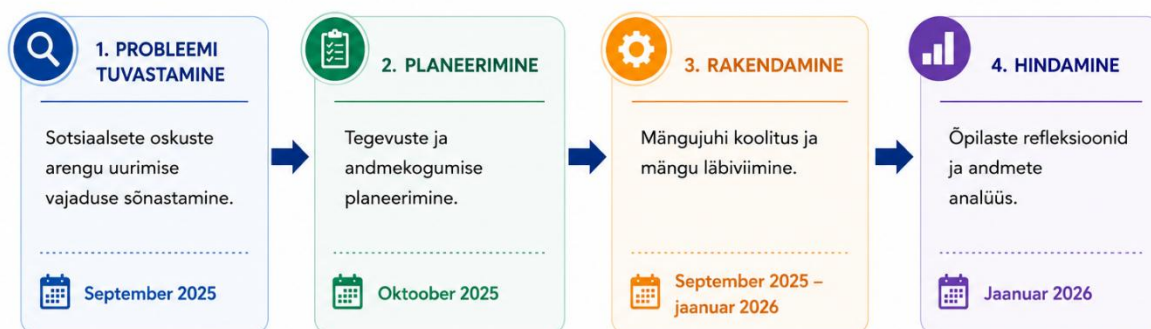 1. PROBLEEMI
TUVASTAMINE
Sotsiaalsete oskuste
arengu uurimise
vajaduse sõnastamine.
September 2025
2. PLANEERIMINE
Tegevuste ja
andmekogumise
planeerimine.
Oktoober 2025
3. RAKENDAMINE
Mängujuhi koolitus ja
mängu läbiviimine.
September 2025 –
jaanuar 2026
4. HINDAMINE
Õpilaste refleksioonid
ja andmete
analüüs.
Jaanuar 2026